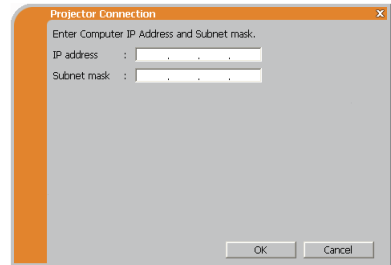 Projector Connection
Enter Computer IP Address and Subnet mask.
IP address : . . .
Subnet mask : . . .
OK Cancel